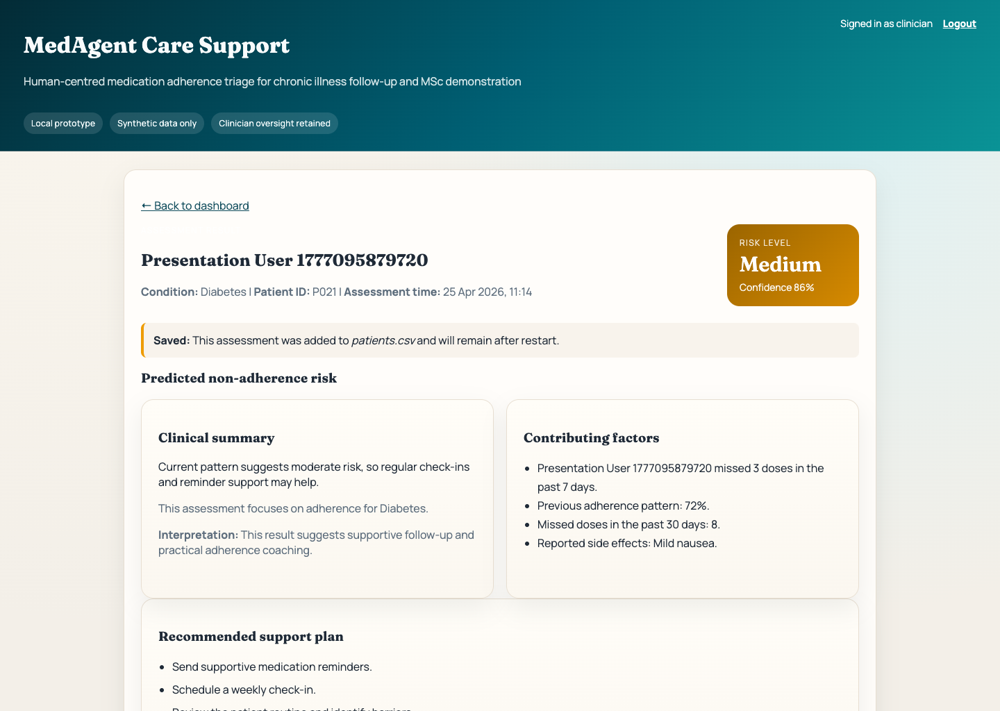 Signed in as clinician Logout
MedAgent Care Support
Human-centred medication adherence triage for chronic illness follow-up and MSc demonstration
Local prototype
Synthetic data only
Clinician oversight retained
← Back to dashboard
Presentation User 1777095879720
Condition: Diabetes | Patient ID: P021 | Assessment time: 25 Apr 2026, 11:14
RISK LEVEL
Medium
Confidence 86%
Saved: This assessment was added to patients.csv and will remain after restart.
Predicted non-adherence risk
Clinical summary
Current pattern suggests moderate risk, so regular check-ins
and reminder support may help.
This assessment focuses on adherence for Diabetes.
Interpretation: This result suggests supportive follow-up and
practical adherence coaching.
Contributing factors
• Presentation User 1777095879720 missed 3 doses in the
past 7 days.
• Previous adherence pattern: 72%.
• Missed doses in the past 30 days: 8.
• Reported side effects: Mild nausea.
Recommended support plan
• Send supportive medication reminders.
• Schedule a weekly check-in.
• Review the patient routine and identify barriers.